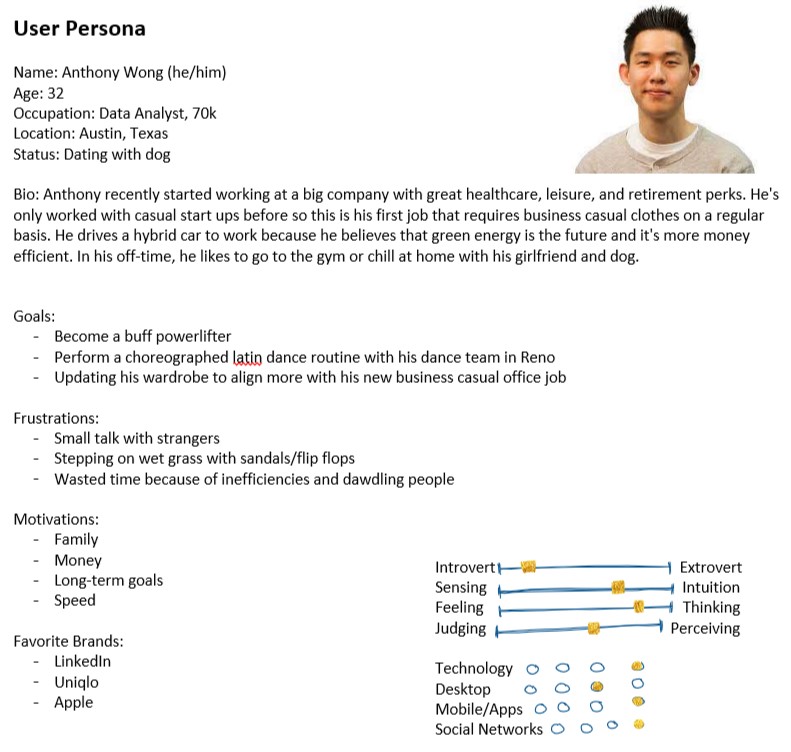 User Persona
Name: Anthony Wong (he/him)
Age: 32
Occupation: Data Analyst, 70k
Location: Austin, Texas
Status: Dating with dog
Bio: Anthony recently started working at a big company with great healthcare, leisure, and retirement perks. He's
only worked with casual start ups before so this is his first job that requires business casual clothes on a regular
basis. He drives a hybrid car to work because he believes that green energy is the future and it's more money
efficient. In his off-time, he likes to go to the gym or chill at home with his girlfriend and dog.
Goals:
- Become a buff powerlifter
- Perform a choreographed latin dance routine with his dance team in Reno
- Updating his wardrobe to align more with his new business casual office job
Frustrations:
- Small talk with strangers
- Stepping on wet grass with sandals/flip flops
- Wasted time because of inefficiencies and dawdling people
Motivations:
- Family
- Money
- Long-term goals
- Speed
Favorite Brands:
- LinkedIn
- Uniqlo
- Apple
Introvert Extrovert
Sensing Intuition
Feeling Thinking
Judging Perceiving
Technology
Desktop
Mobile/Apps
Social Networks